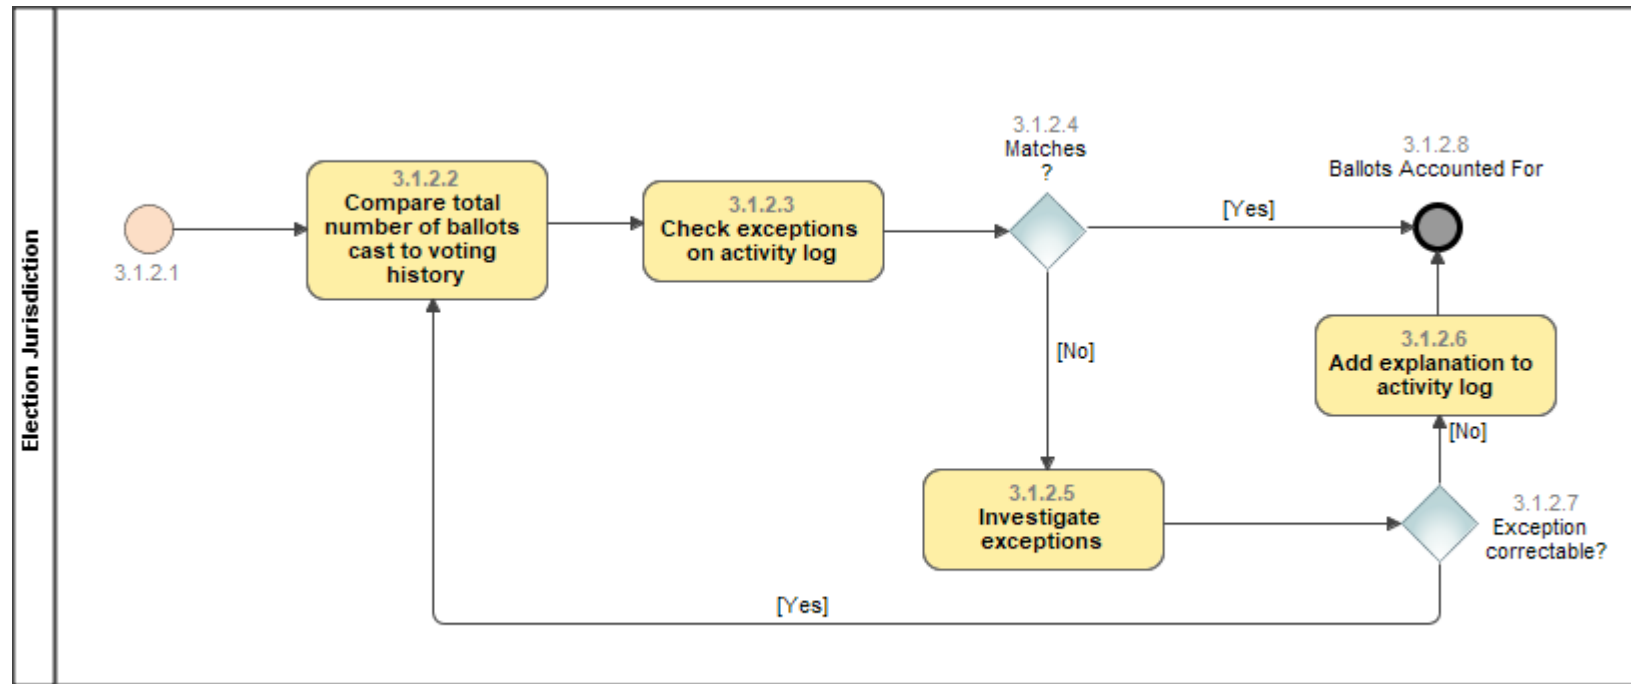 Election Jurisdiction
3.1.2.1
3.1.2.2
Compare total
number of ballots
cast to voting
history
3.1.2.3
Check exceptions
on activity log
3.1.2.4
Matches
?
[Yes]
[No]
3.1.2.8
Ballots Accounted For
3.1.2.6
Add explanation to
activity log
[No]
3.1.2.5
Investigate
exceptions
3.1.2.7
Exception
correctable?
[Yes]